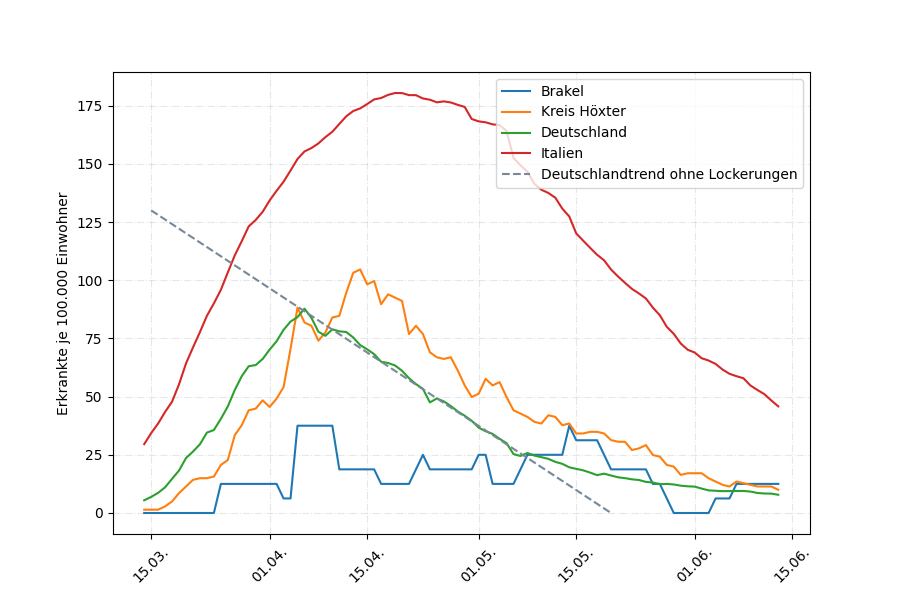 Brakel
Kreis Höxter
Deutschland
Italien
Deutschlandtrend ohne Lockerungen
Erkrankte je 100.000 Einwohner
175
150
125
100
75
50
25
0
15.03.
01.04.
15.04.
01.05.
15.05.
01.06.
15.06.